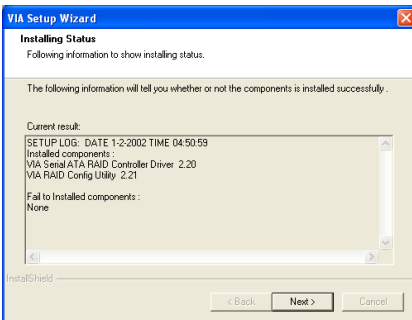 VIA Setup Wizard
Installing Status
Following information to show installing status.
The following information will tell you whether or not the components is installed successfully .
Current result:
SETUP LOG: DATE 1-2-2002 TIME 04:50:59
Installed components :
VIA Serial ATA RAID Controller Driver 2.20
VIA RAID Config Utility 2.21
Fail to Installed components :
None
InstallShield
< Back
Next >
Cancel